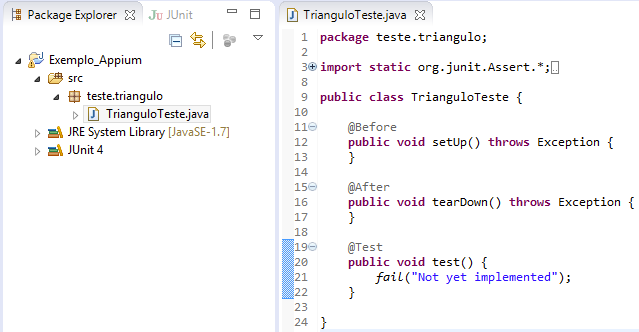 Package Explorer JUnit
Exemplo_Appium
src
teste.triangulo
TrianguloTeste.java
JRE System Library [JavaSE-1.7]
JUnit 4
TrianguloTeste.java
1 package teste.triangulo;
2
3 import static org.junit.Assert.*;
8
9 public class TrianguloTeste {
10
11 @Before
12 public void setUp() throws Exception {
13 }
14
15 @After
16 public void tearDown() throws Exception {
17 }
18
19 @Test
20 public void test() {
21 fail("Not yet implemented");
22 }
23
24 }